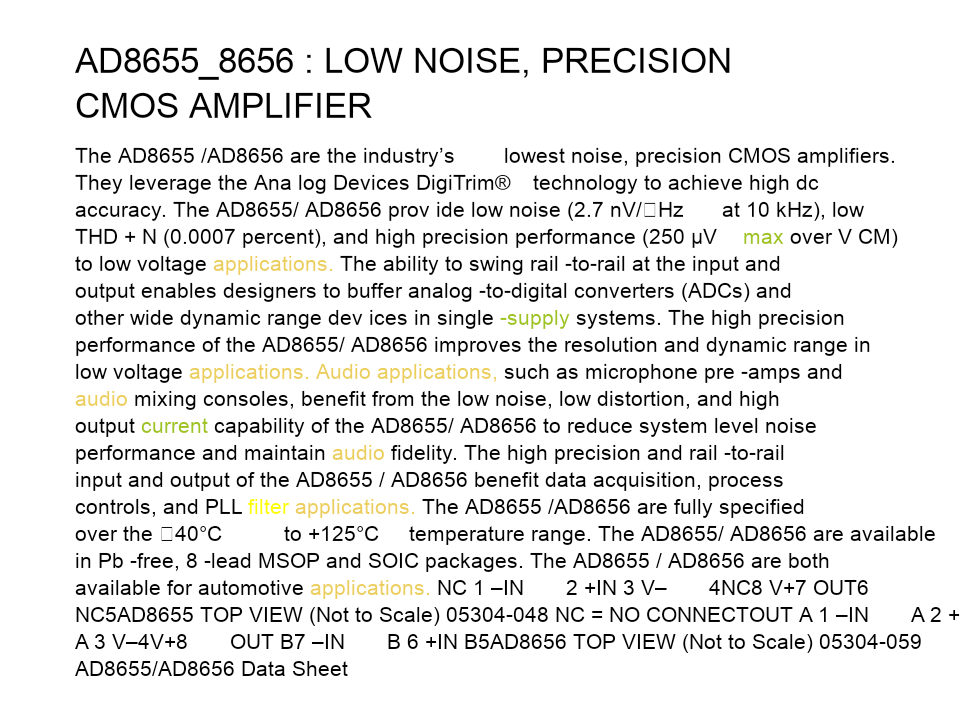 AD8655_8656 : LOW NOISE, PRECISION
CMOS AMPLIFIER
The AD8655 /AD8656 are the industry’s lowest noise, precision CMOS amplifiers.
They leverage the Ana log Devices DigiTrim® technology to achieve high dc
accuracy. The AD8655/ AD8656 prov ide low noise (2.7 nV/□Hz at 10 kHz), low
THD + N (0.0007 percent), and high precision performance (250 µV max over V CM)
to low voltage applications. The ability to swing rail -to-rail at the input and
output enables designers to buffer analog -to-digital converters (ADCs) and
other wide dynamic range dev ices in single -supply systems. The high precision
performance of the AD8655/ AD8656 improves the resolution and dynamic range in
low voltage applications. Audio applications, such as microphone pre -amps and
audio mixing consoles, benefit from the low noise, low distortion, and high
output current capability of the AD8655/ AD8656 to reduce system level noise
performance and maintain audio fidelity. The high precision and rail -to-rail
input and output of the AD8655 / AD8656 benefit data acquisition, process
controls, and PLL filter applications. The AD8655 /AD8656 are fully specified
over the □40°C to +125°C temperature range. The AD8655/ AD8656 are available
in Pb -free, 8 -lead MSOP and SOIC packages. The AD8655 / AD8656 are both
available for automotive applications. NC 1 –IN 2 +IN 3 V– 4NC8 V+7 OUT6
NC5AD8655 TOP VIEW (Not to Scale) 05304-048 NC = NO CONNECTOUT A 1 –IN A 2 +
A 3 V–4V+8 OUT B7 –IN B 6 +IN B5AD8656 TOP VIEW (Not to Scale) 05304-059
AD8655/AD8656 Data Sheet